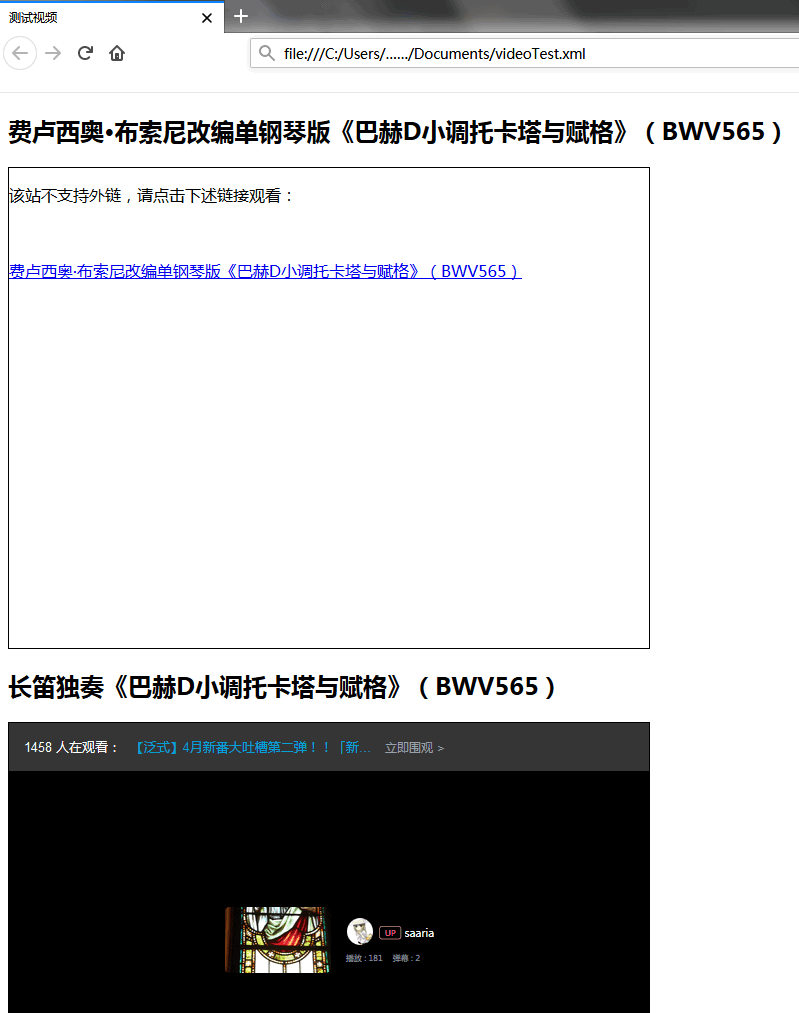 测试视频
file:///C:/Users/....../Documents/videoTest.xml
费卢西奥•布索尼改编单钢琴版《巴赫D小调托卡塔与赋格》（BWV565）
该站不支持外链，请点击下述链接观看：
费卢西奥·布索尼改编单钢琴版《巴赫D小调托卡塔与赋格》（BWV565）
长笛独奏《巴赫D小调托卡塔与赋格》（BWV565）
1458 人在观看： 【泛式】4月新番大吐槽第二弹！！「新... 立即围观 >
UP saaria
播放 : 181 弹幕 : 2